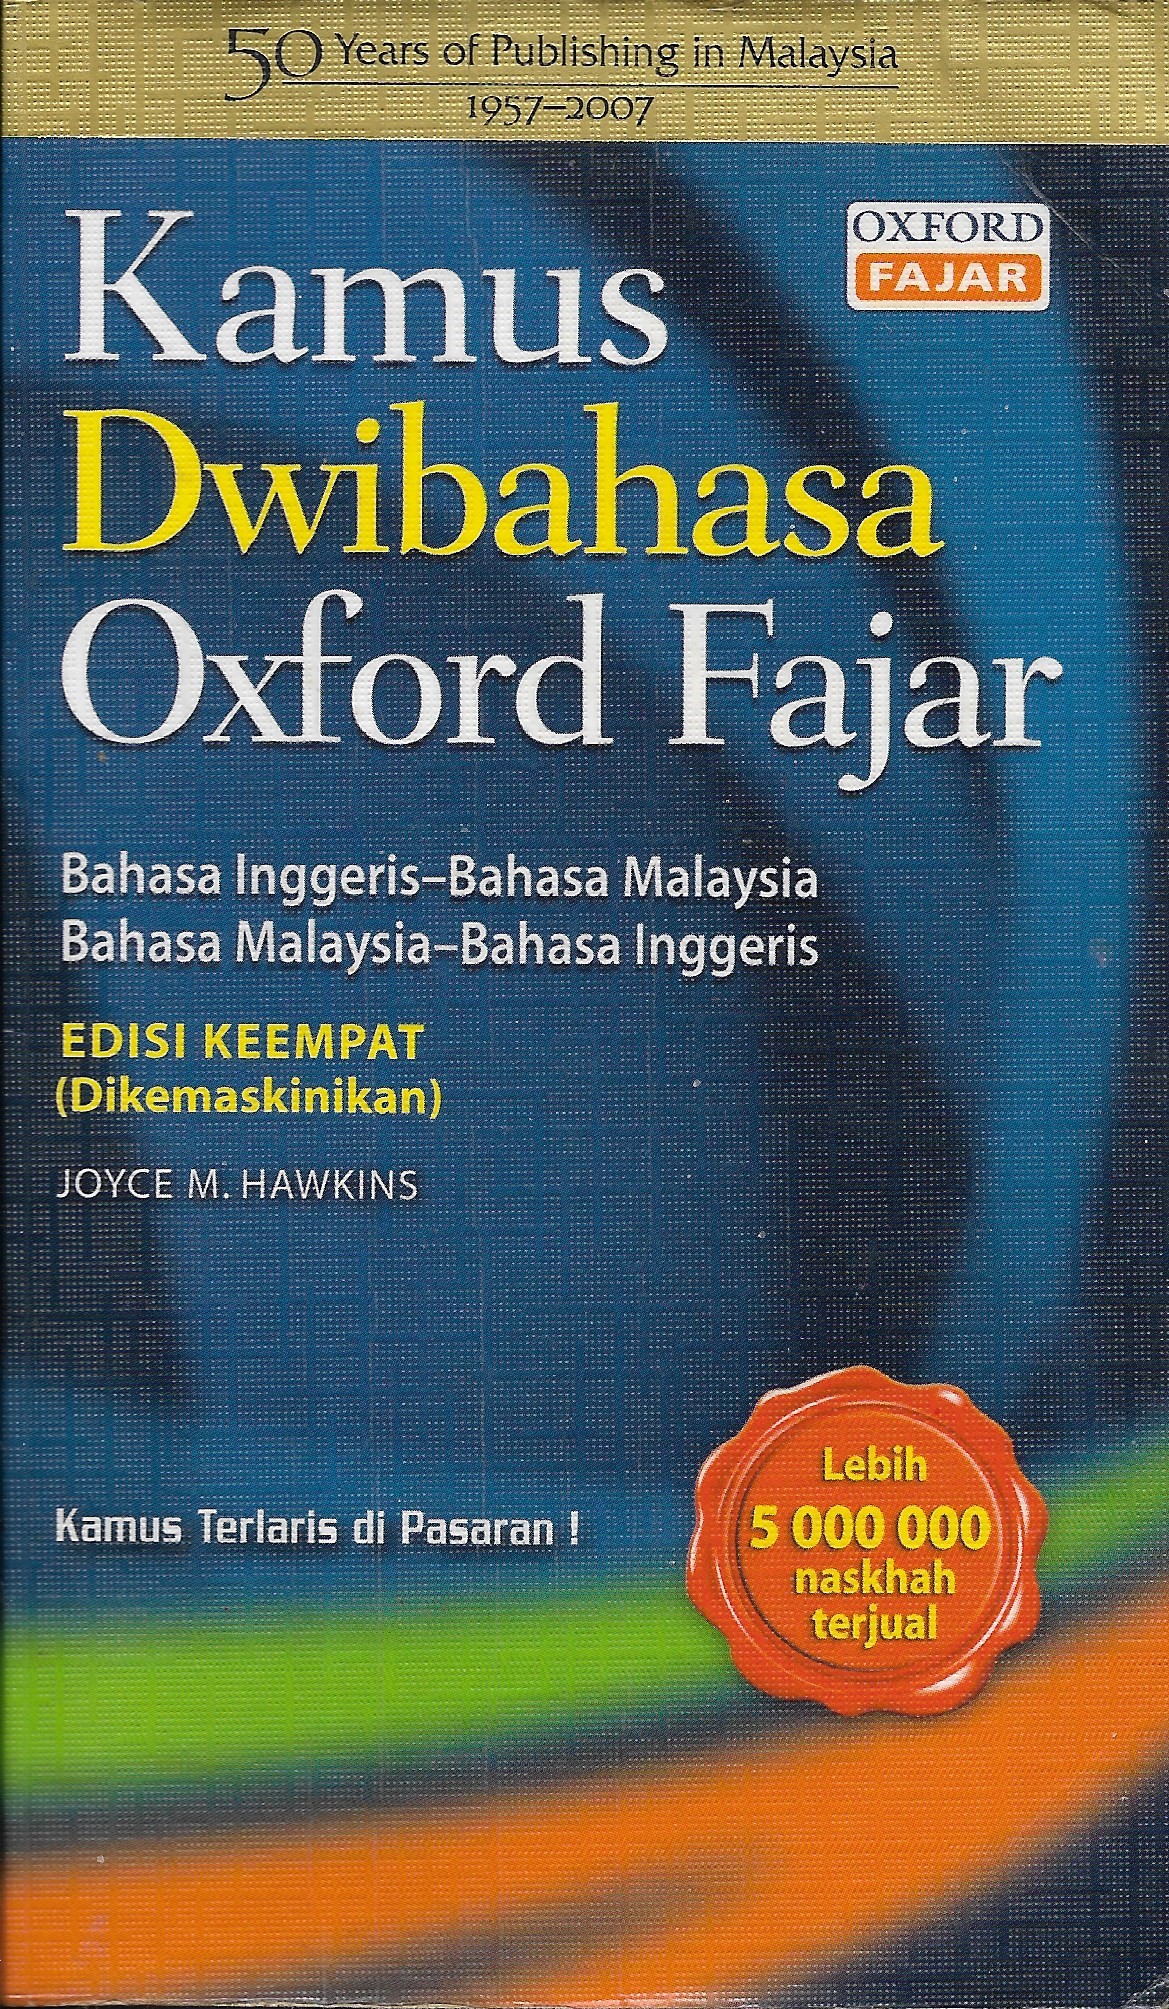 50 Years of Publishing in Malaysia
1957–2007
OXFORD
FAJAR
Kamus
Dwibahasa
Oxford Fajar
Bahasa Inggeris–Bahasa Malaysia
Bahasa Malaysia–Bahasa Inggeris
EDISI KEEMPAT
(Dikemaskinikan)
JOYCE M. HAWKINS
Kamus Terlaris di Pasaran !
Lebih
5 000 000
naskhah
terjual